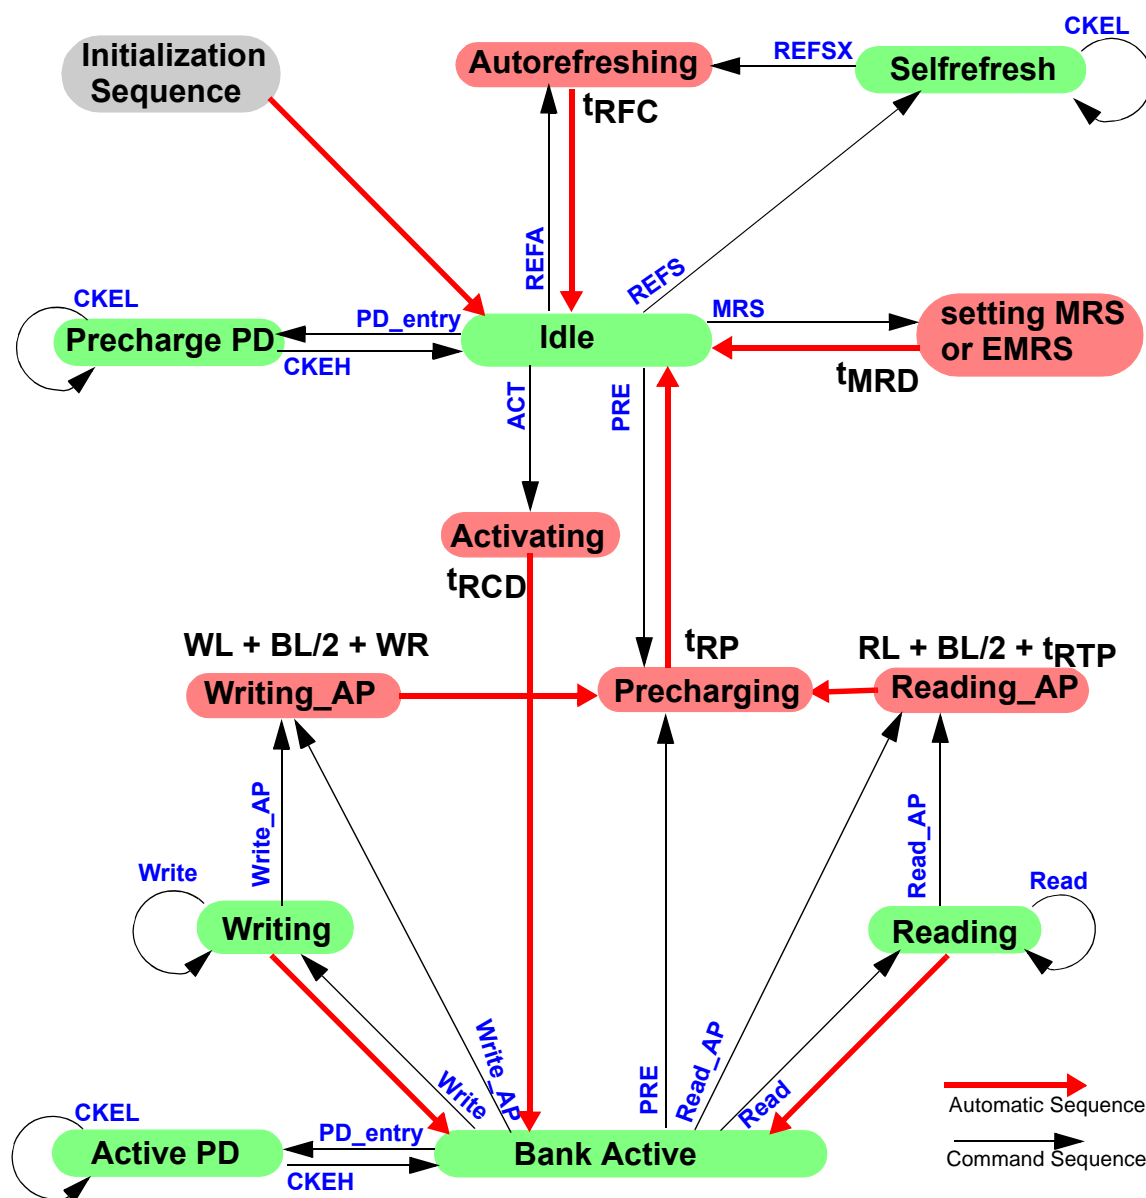 CKEL
Initialization
Sequence
Autorefreshing
REFSX
Selfrefresh
tRFC
REFA
REFS
CKEL
PD_entry
MRS
Precharge PD
CKEH
Idle
setting MRS
or EMRS
tMRD
ACT
PRE
Activating
tRCD
WL + BL/2 + WR
tRP
RL + BL/2 + tRTP
Writing_AP
Precharging
Reading_AP
Write_AP
Read_AP
Write
Read
Writing
Reading
Write
Write_AP
PRE
Read_AP
Read
Automatic Sequence
CKEL
PD_entry
Active PD
CKEH
Bank Active
Command Sequence